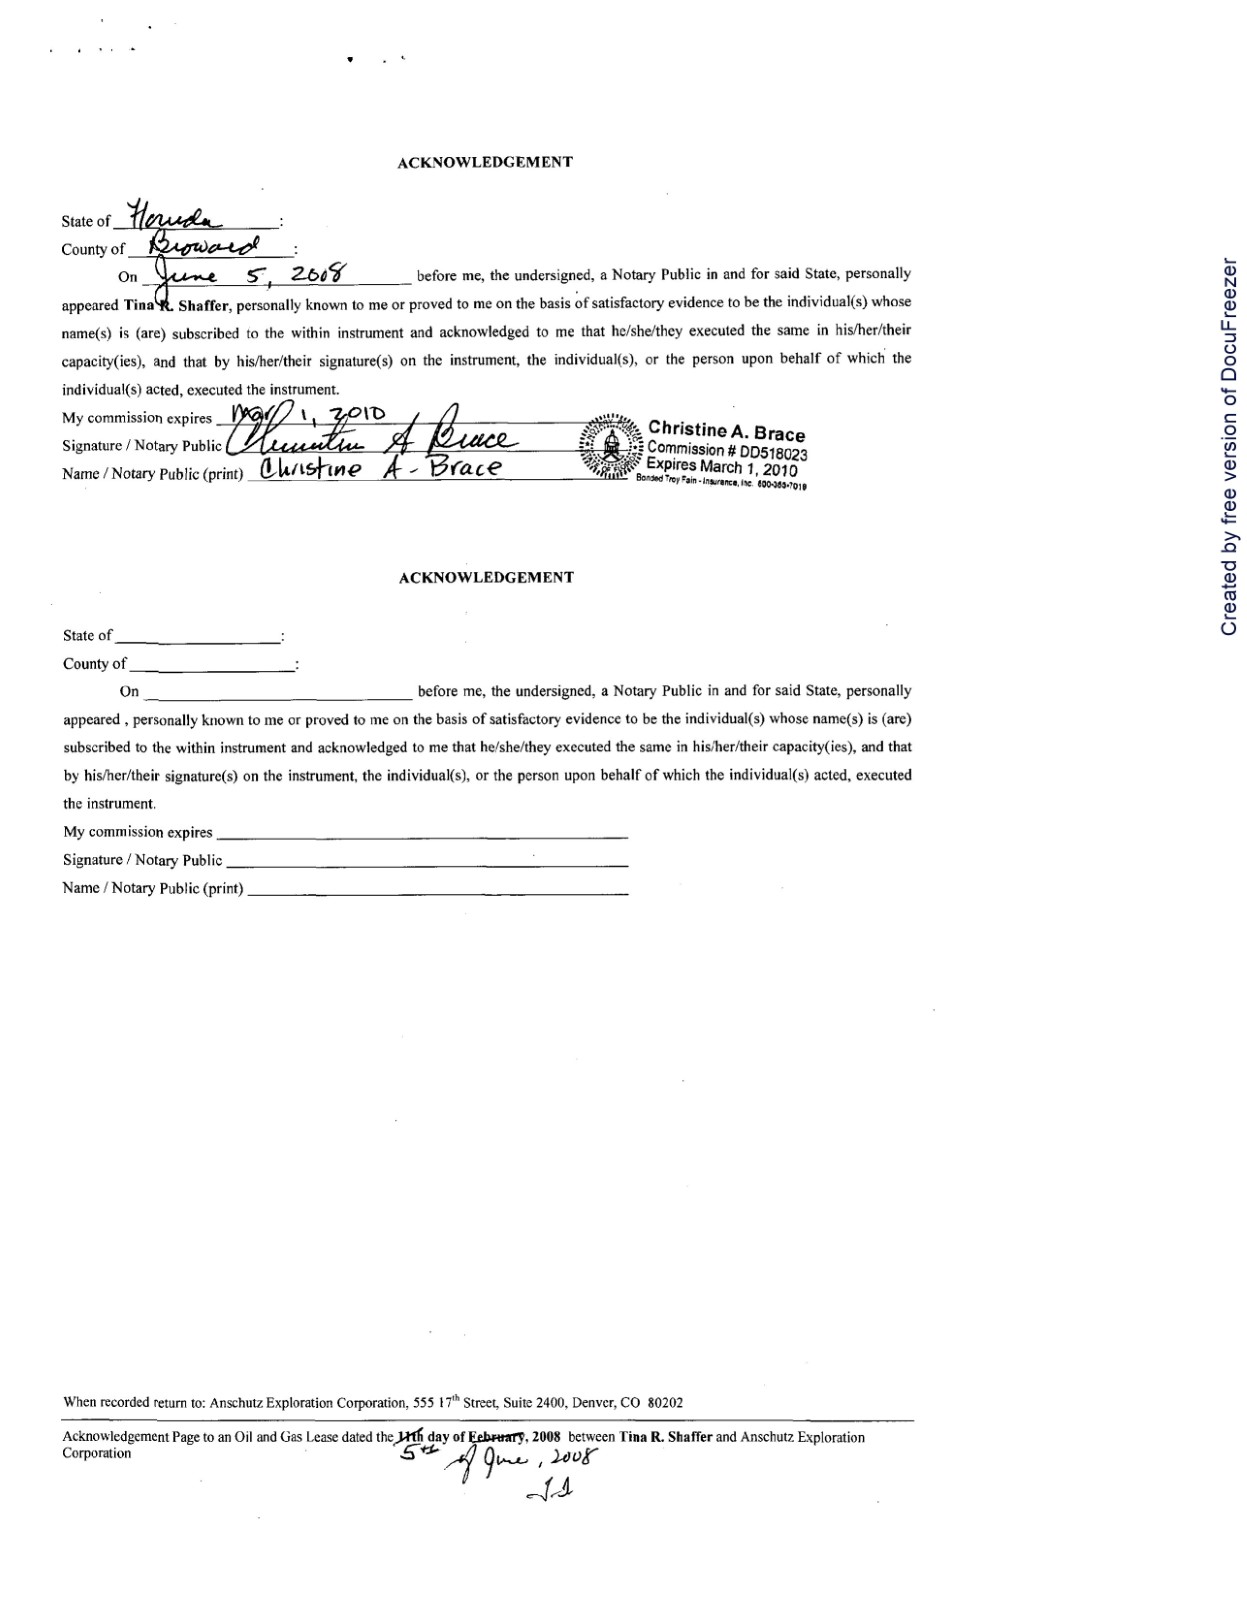 ACKNOWLEDGEMENT
State of Floruda :
County of Broward :
On June 5, 2008 before me, the undersigned, a Notary Public in and for said State, personally
appeared Tina R. Shaffer, personally known to me or proved to me on the basis of satisfactory evidence to be the individual(s) whose
name(s) is (are) subscribed to the within instrument and acknowledged to me that he/she/they executed the same in his/her/their
capacity(ies), and that by his/her/their signature(s) on the instrument, the individual(s), or the person upon behalf of which the
individual(s) acted, executed the instrument.
My commission expires Mar 1, 2010
Signature / Notary Public Christine A Brace
Name / Notary Public (print) Christine A - Brace
Christine A. Brace
Commission # DD518023
Expires March 1, 2010
Bonded Troy Fain - Insurance, Inc. 800-385-7019
ACKNOWLEDGEMENT
State of :
County of :
On before me, the undersigned, a Notary Public in and for said State, personally
appeared , personally known to me or proved to me on the basis of satisfactory evidence to be the individual(s) whose name(s) is (are)
subscribed to the within instrument and acknowledged to me that he/she/they executed the same in his/her/their capacity(ies), and that
by his/her/their signature(s) on the instrument, the individual(s), or the person upon behalf of which the individual(s) acted, executed
the instrument.
My commission expires
Signature / Notary Public
Name / Notary Public (print)
When recorded return to: Anschutz Exploration Corporation, 555 17th Street, Suite 2400, Denver, CO 80202
Acknowledgement Page to an Oil and Gas Lease dated the 11th day of February, 2008 between Tina R. Shaffer and Anschutz Exploration
Corporation
5th of June, 2008
Created by free version of DocuFreezer